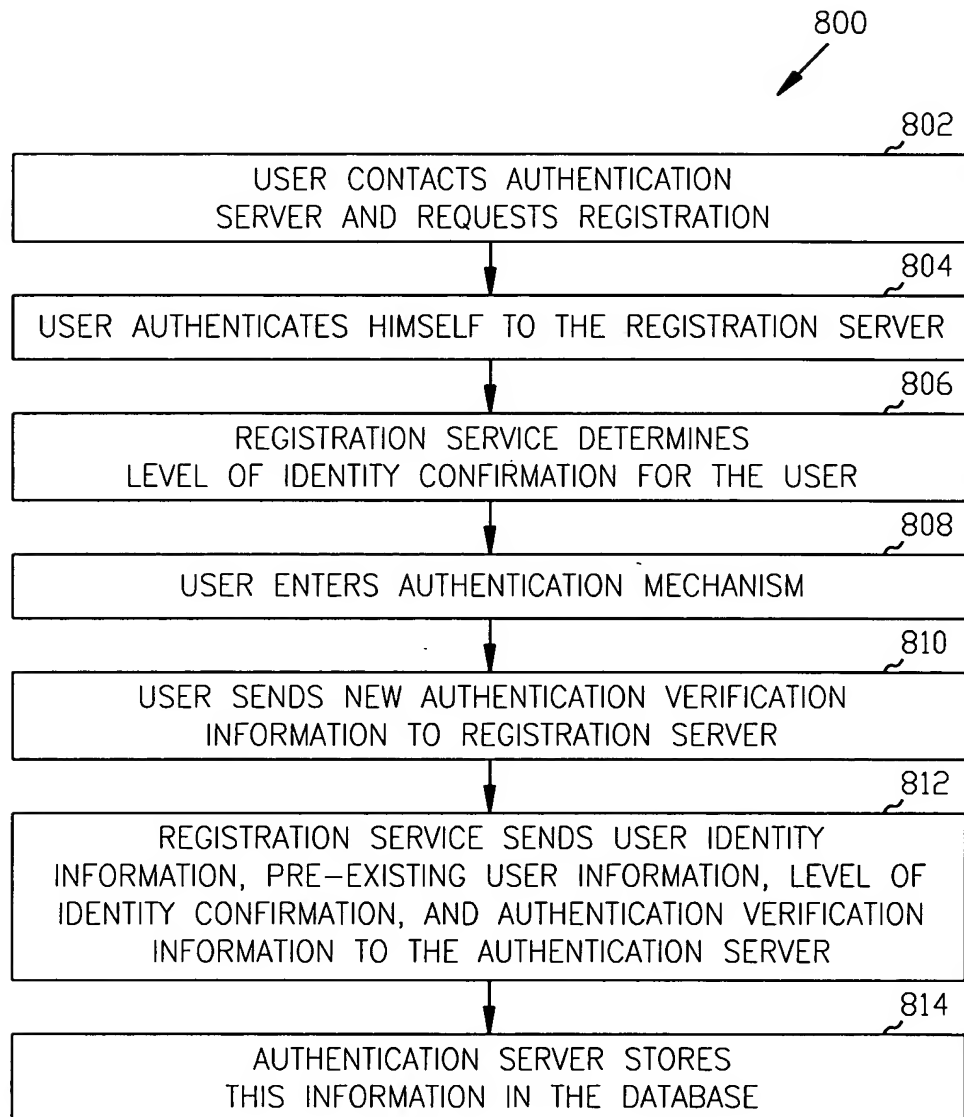 800
802
USER CONTACTS AUTHENTICATION
SERVER AND REQUESTS REGISTRATION
804
USER AUTHENTICATES HIMSELF TO THE REGISTRATION SERVER
806
REGISTRATION SERVICE DETERMINES
LEVEL OF IDENTITY CONFIRMATION FOR THE USER
808
USER ENTERS AUTHENTICATION MECHANISM
810
USER SENDS NEW AUTHENTICATION VERIFICATION
INFORMATION TO REGISTRATION SERVER
812
REGISTRATION SERVICE SENDS USER IDENTITY
INFORMATION, PRE-EXISTING USER INFORMATION, LEVEL OF
IDENTITY CONFIRMATION, AND AUTHENTICATION VERIFICATION
INFORMATION TO THE AUTHENTICATION SERVER
814
AUTHENTICATION SERVER STORES
THIS INFORMATION IN THE DATABASE